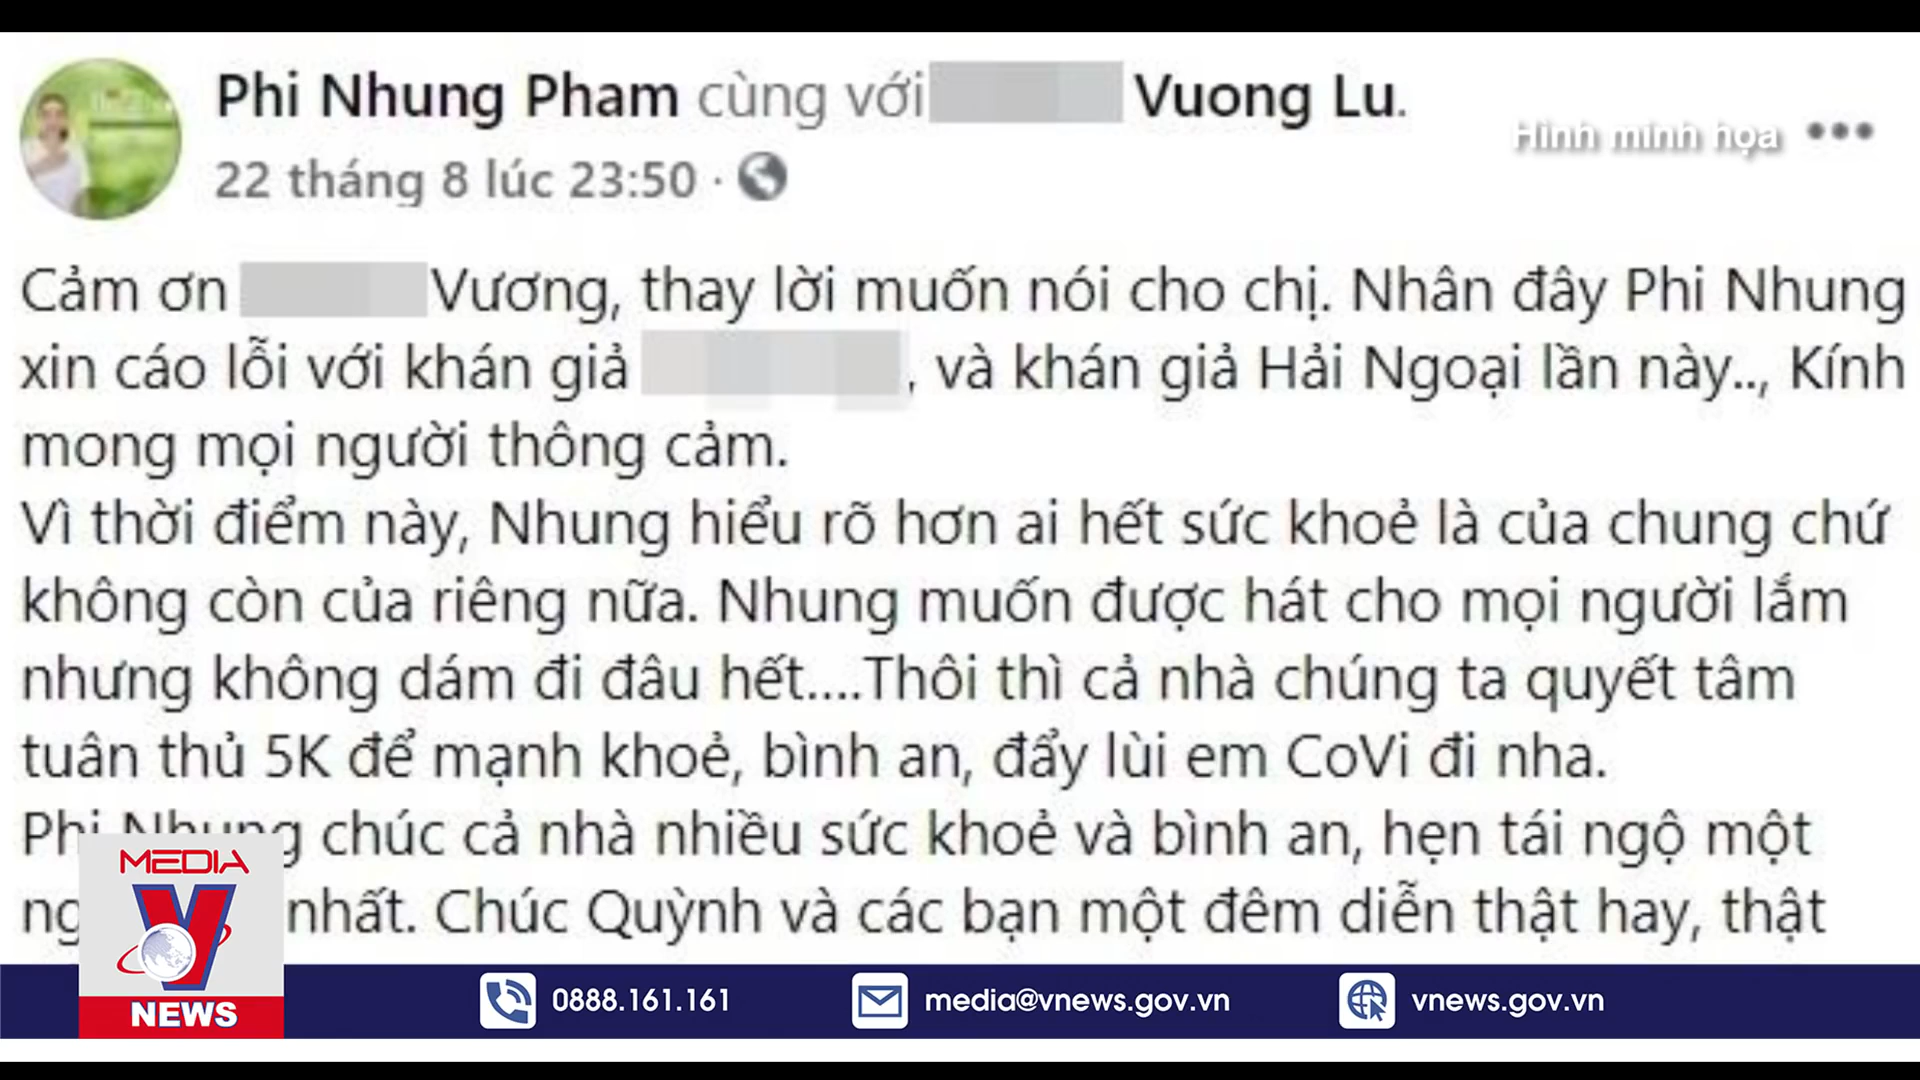 Phi Nhung Pham cùng với Vuong Lu.
22 tháng 8 lúc 23:50
Hình minh họa
Cảm ơn Vương, thay lời muốn nói cho chị. Nhân đây Phi Nhung
xin cáo lỗi với khán giả , và khán giả Hải Ngoại lần này.., Kính
mong mọi người thông cảm.
Vì thời điểm này, Nhung hiểu rõ hơn ai hết sức khoẻ là của chung chứ
không còn của riêng nữa. Nhung muốn được hát cho mọi người lắm
nhưng không dám đi đâu hết....Thôi thì cả nhà chúng ta quyết tâm
tuân thủ 5K để mạnh khoẻ, bình an, đẩy lùi em CoVi đi nha.
Phi Nhung chúc cả nhà nhiều sức khoẻ và bình an, hẹn tái ngộ một
nhất. Chúc Quỳnh và các bạn một đêm diễn thật hay, thật
MEDIA
V
NEWS
0888.161.161
media@vnews.gov.vn
vnews.gov.vn